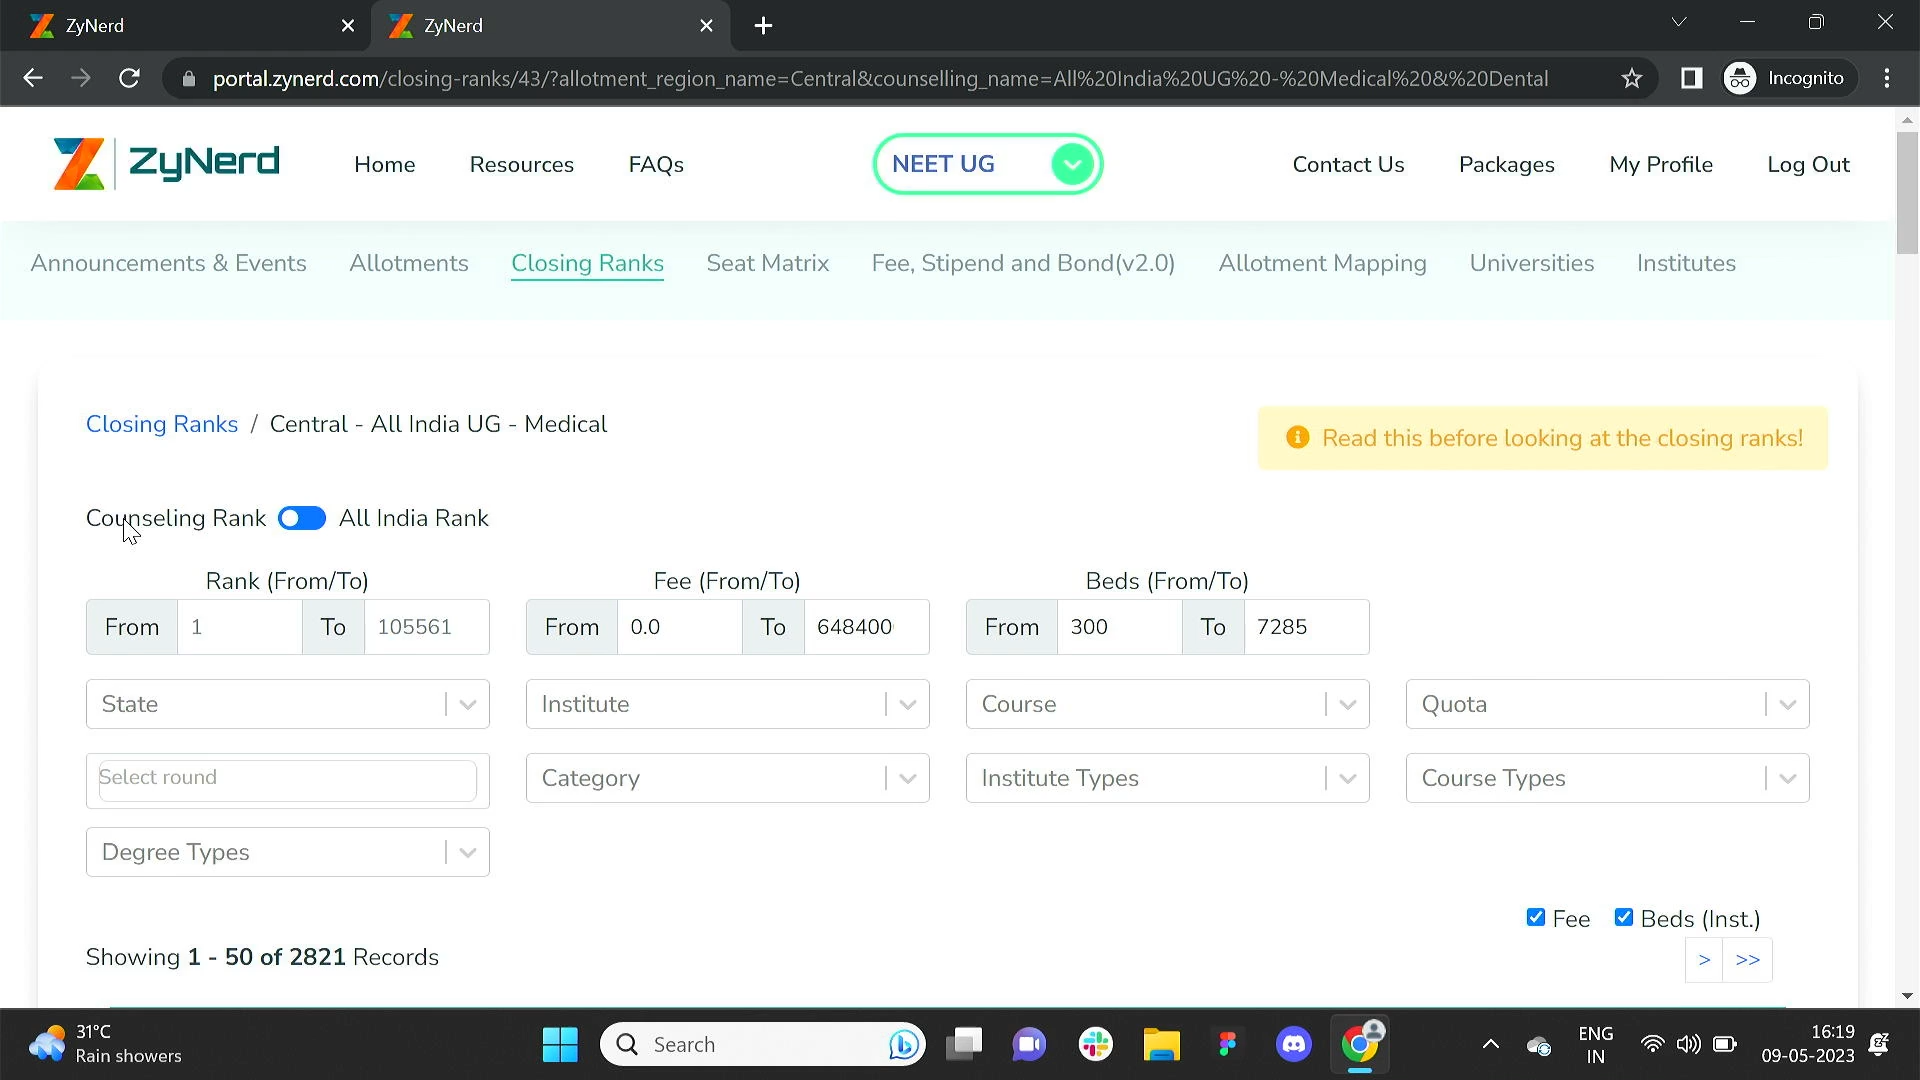 ZyNerd
ZyNerd
portal.zynerd.com/closing-ranks/43/?allotment_region_name=Central&counselling_name=All%20India%20UG%20-%20Medical%20&%20Dental
Incognito
ZyNerd
Home
Resources
FAQs
NEET UG
Contact Us
Packages
My Profile
Log Out
Announcements & Events
Allotments
Closing Ranks
Seat Matrix
Fee, Stipend and Bond(v2.0)
Allotment Mapping
Universities
Institutes
Closing Ranks / Central - All India UG - Medical
Read this before looking at the closing ranks!
Counseling Rank
All India Rank
Rank (From/To)
Fee (From/To)
Beds (From/To)
From 1 To 105561
From 0.0 To 648400
From 300 To 7285
State
Institute
Course
Quota
Select round
Category
Institute Types
Course Types
Degree Types
Fee
Beds (Inst.)
Showing 1 - 50 of 2821 Records
>
>>
31°C
Rain showers
Search
ENG
IN
16:19
09-05-2023